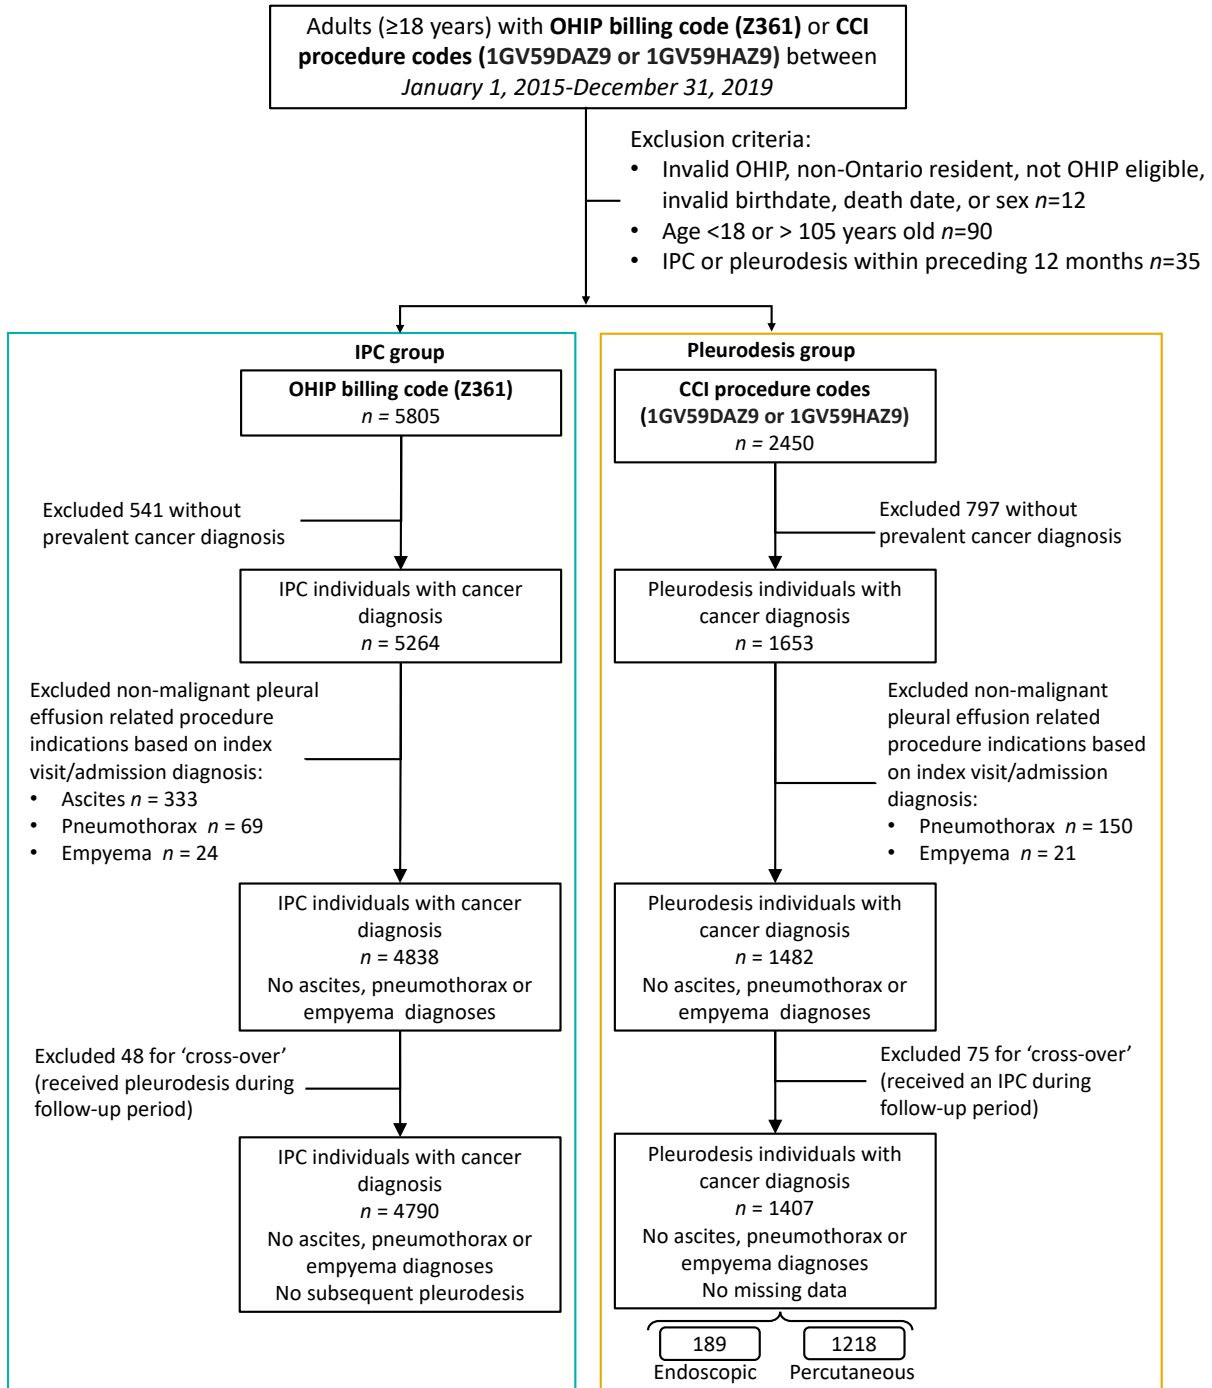 Adults (≥18 years) with OHIP billing code (Z361) or CCI
procedure codes (1GV59DAZ9 or 1GV59HAZ9) between
January 1, 2015-December 31, 2019
Exclusion criteria:
• Invalid OHIP, non-Ontario resident, not OHIP eligible,
invalid birthdate, death date, or sex n=12
• Age <18 or > 105 years old n=90
• IPC or pleurodesis within preceding 12 months n=35
IPC group
OHIP billing code (Z361)
n = 5805
Excluded 541 without
prevalent cancer diagnosis
IPC individuals with cancer
diagnosis
n = 5264
Excluded non-malignant pleural
effusion related procedure
indications based on index
visit/admission diagnosis:
• Ascites n = 333
• Pneumothorax n = 69
• Empyema n = 24
IPC individuals with cancer
diagnosis
n = 4838
No ascites, pneumothorax or
empyema diagnoses
Excluded 48 for ‘cross-over’
(received pleurodesis during
follow-up period)
IPC individuals with cancer
diagnosis
n = 4790
No ascites, pneumothorax or
empyema diagnoses
No subsequent pleurodesis
Pleurodesis group
CCI procedure codes
(1GV59DAZ9 or 1GV59HAZ9)
n = 2450
Excluded 797 without
prevalent cancer diagnosis
Pleurodesis individuals with
cancer diagnosis
n = 1653
Excluded non-malignant
pleural effusion related
procedure indications based
on index visit/admission
diagnosis:
• Pneumothorax n = 150
• Empyema n = 21
Pleurodesis individuals with
cancer diagnosis
n = 1482
No ascites, pneumothorax or
empyema diagnoses
Excluded 75 for ‘cross-over’
(received an IPC during
follow-up period)
Pleurodesis individuals with
cancer diagnosis
n = 1407
No ascites, pneumothorax or
empyema diagnoses
No missing data
189 1218
Endoscopic Percutaneous